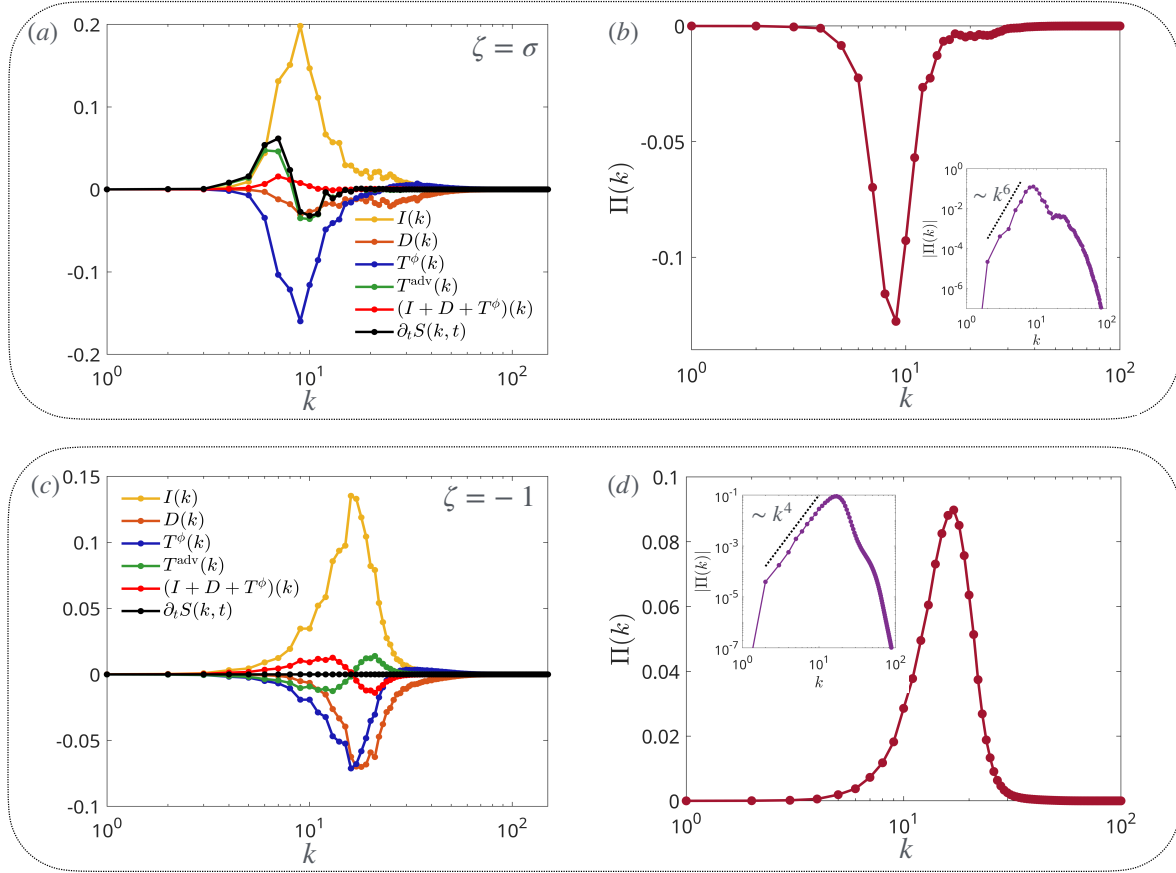 (a)
ζ = σ
0.2
0.1
0
-0.1
-0.2
I(k)
D(k)
T^ϕ(k)
T^adv(k)
(I + D + T^ϕ)(k)
∂_tS(k, t)
10^0
10^1
10^2
k
(b)
0
-0.05
-0.1
Π(k)
10^0
10^1
10^2
k
∼ k^6
10^0
10^-2
10^-4
10^-6
|Π(k)|
10^0
10^1
10^2
k
(c)
ζ = − 1
0.15
0.1
0.05
0
-0.05
-0.1
I(k)
D(k)
T^ϕ(k)
T^adv(k)
(I + D + T^ϕ)(k)
∂_tS(k, t)
10^0
10^1
10^2
k
(d)
0.1
0.08
0.06
0.04
0.02
0
Π(k)
10^0
10^1
10^2
k
∼ k^4
10^-1
10^-3
10^-5
10^-7
|Π(k)|
10^0
10^1
10^2
k